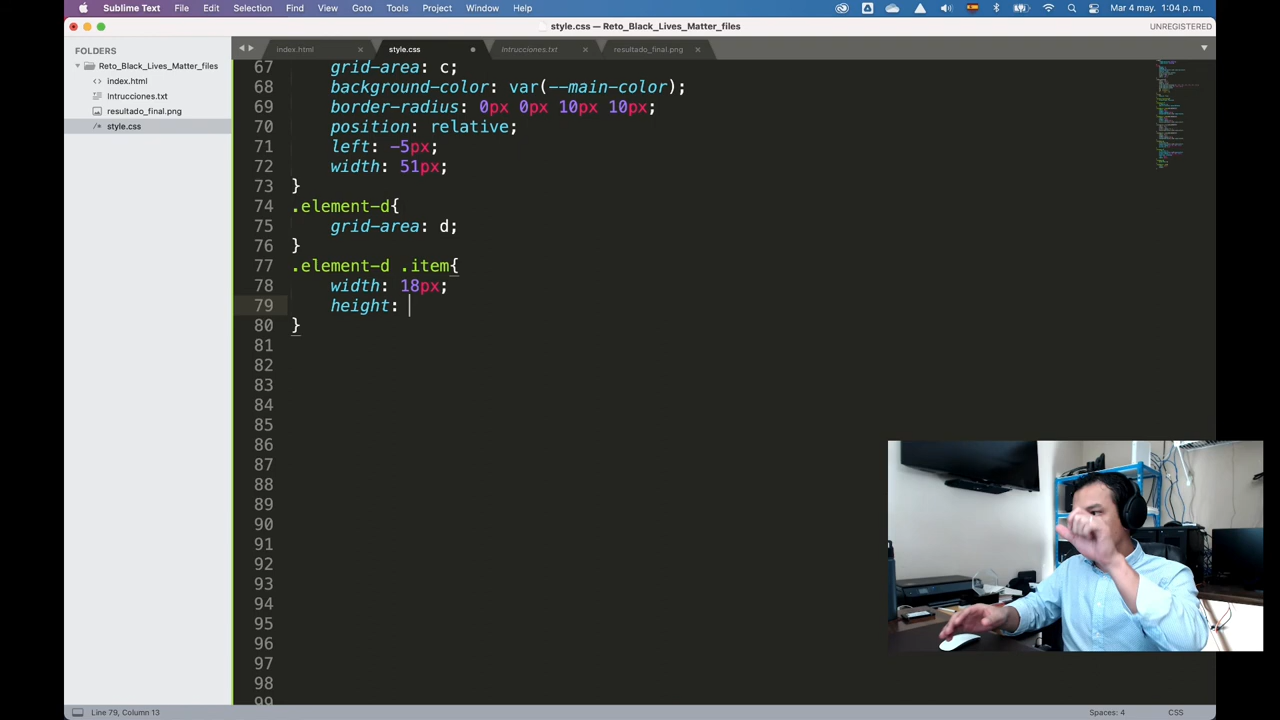 Sublime Text File Edit Selection Find View Goto Tools Project Window Help Mar 4 may. 1:04 p. m.
style.css — Reto_Black_Lives_Matter_files UNREGISTERED
FOLDERS
Reto_Black_Lives_Matter_files
index.html
Intrucciones.txt
resultado_final.png
style.css
index.html style.css Intrucciones.txt resultado_final.png
67 grid-area: c;
68 background-color: var(--main-color);
69 border-radius: 0px 0px 10px 10px;
70 position: relative;
71 left: -5px;
72 width: 51px;
73 }
74 .element-d{
75 grid-area: d;
76 }
77 .element-d .item{
78 width: 18px;
79 height:
80 }
81
82
83
84
85
86
87
88
89
90
91
92
93
94
95
96
97
98
99
Line 79, Column 13 Spaces: 4 CSS